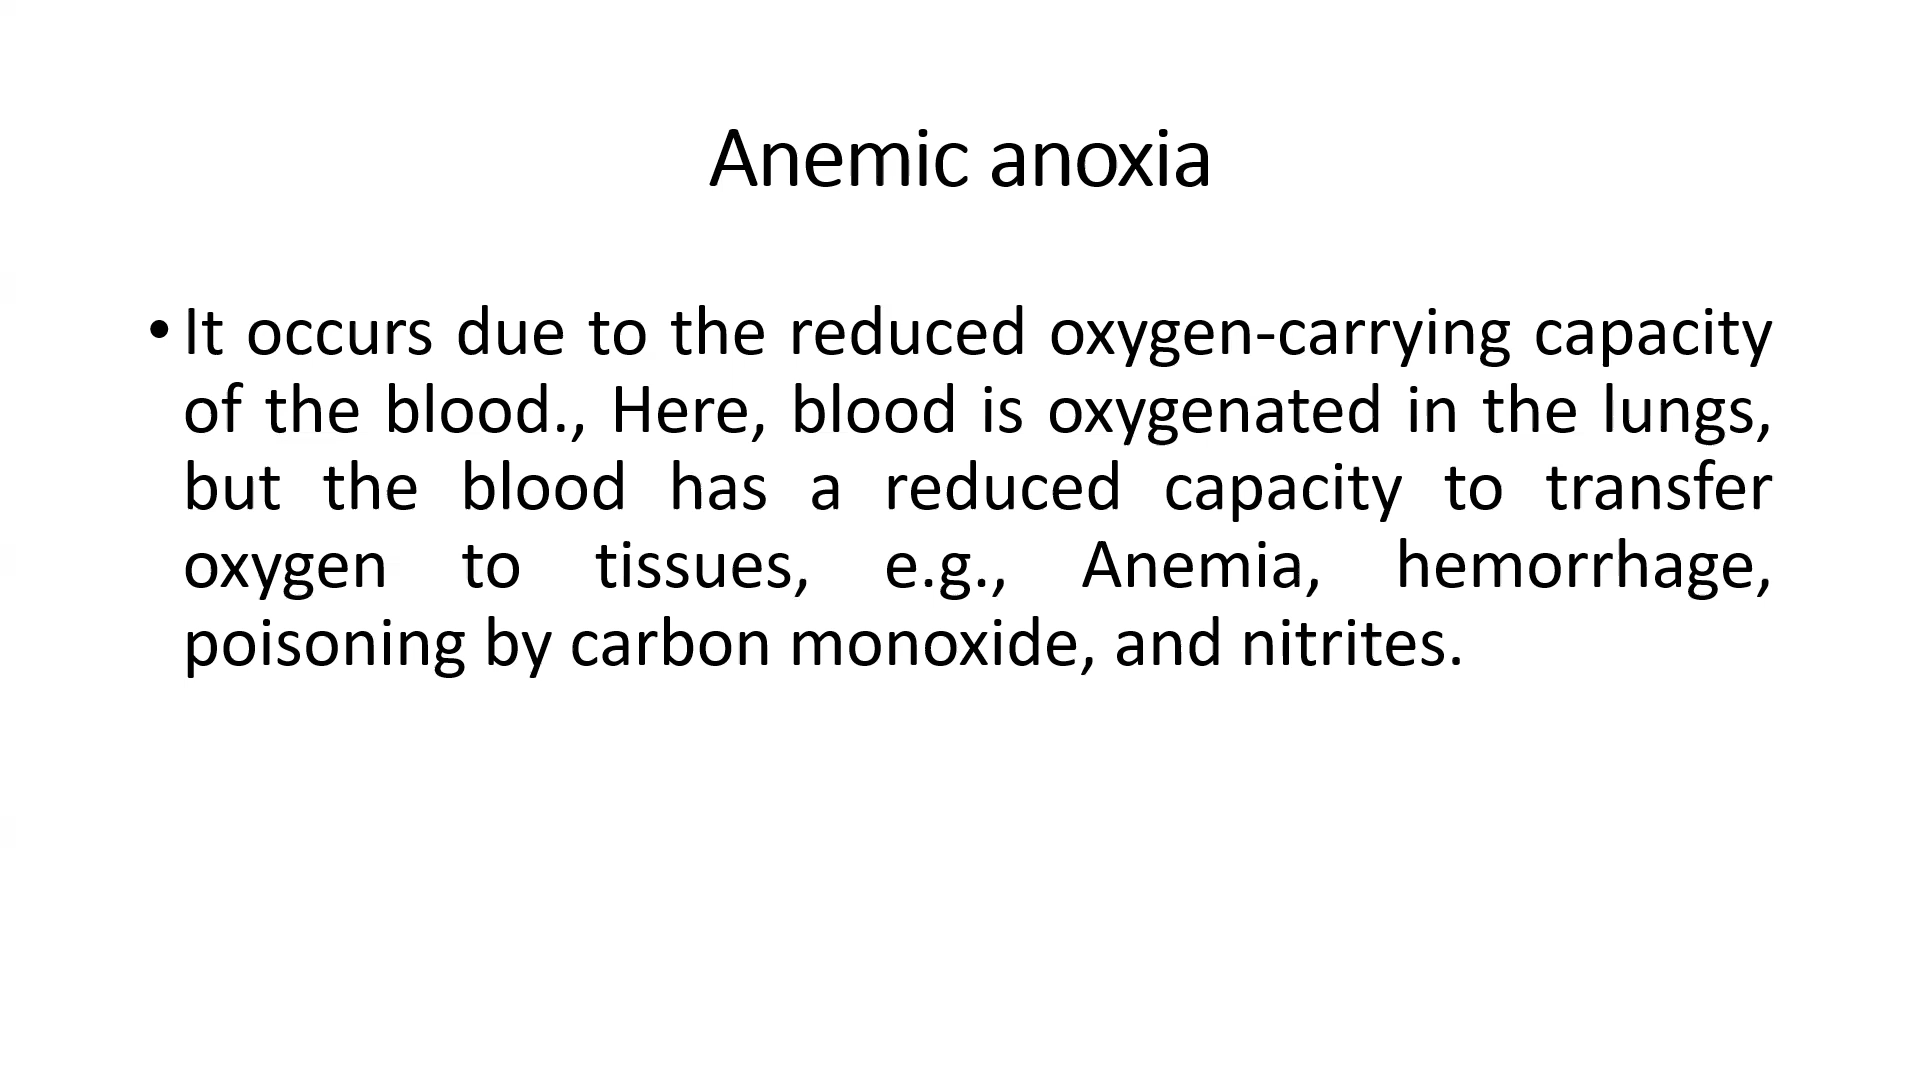 Anemic anoxia
• It occurs due to the reduced oxygen-carrying capacity
of the blood., Here, blood is oxygenated in the lungs,
but the blood has a reduced capacity to transfer
oxygen to tissues, e.g., Anemia, hemorrhage,
poisoning by carbon monoxide, and nitrites.